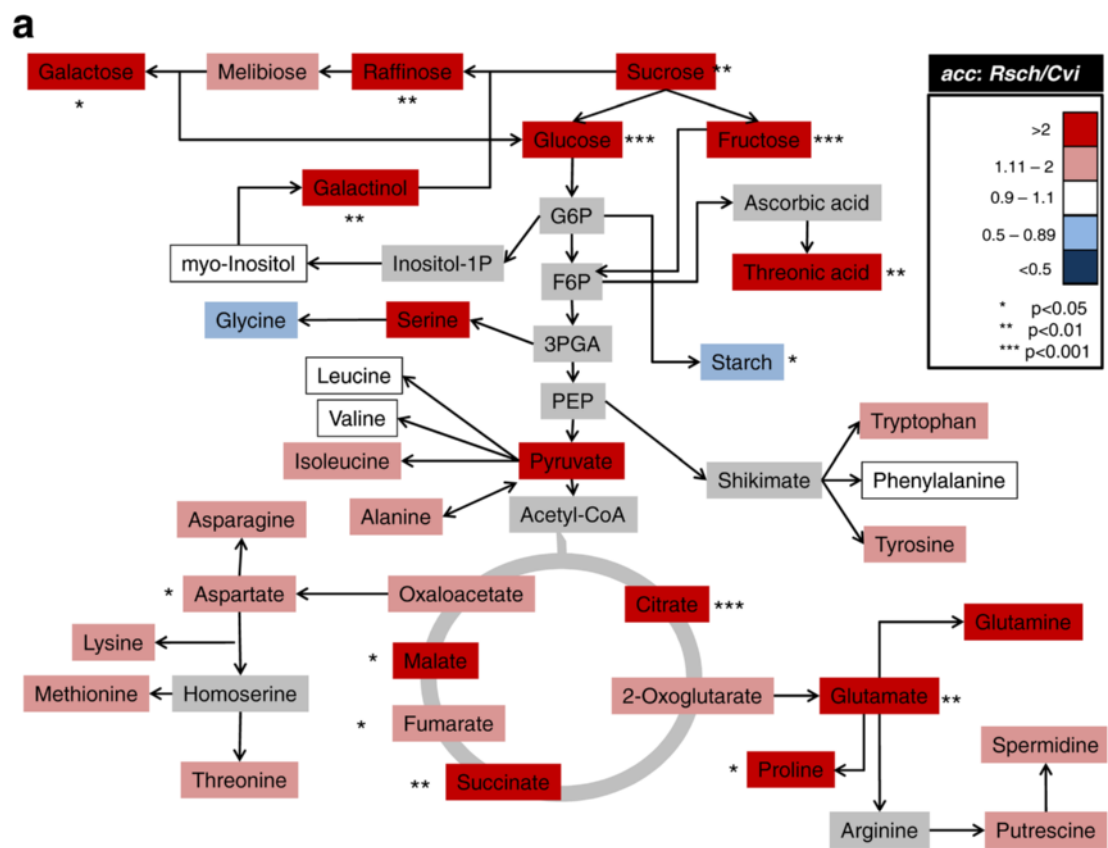 a
Galactose
*
Melibiose
Raffinose
**
Sucrose **
acc: Rsch/Cvi
>2
1.11 – 2
0.9 – 1.1
0.5 – 0.89
<0.5
* p<0.05
** p<0.01
*** p<0.001
Glucose ***
Fructose ***
Galactinol
**
G6P
Ascorbic acid
myo-Inositol
Inositol-1P
F6P
Threonic acid **
Glycine
Serine
3PGA
Starch *
Leucine
Valine
PEP
Isoleucine
Pyruvate
Tryptophan
Shikimate
Phenylalanine
Alanine
Acetyl-CoA
Tyrosine
Asparagine
* Aspartate
Oxaloacetate
Citrate ***
Glutamine
Lysine
* Malate
Methionine
Homoserine
2-Oxoglutarate
Glutamate **
* Fumarate
Spermidine
Threonine
** Succinate
* Proline
Arginine
Putrescine